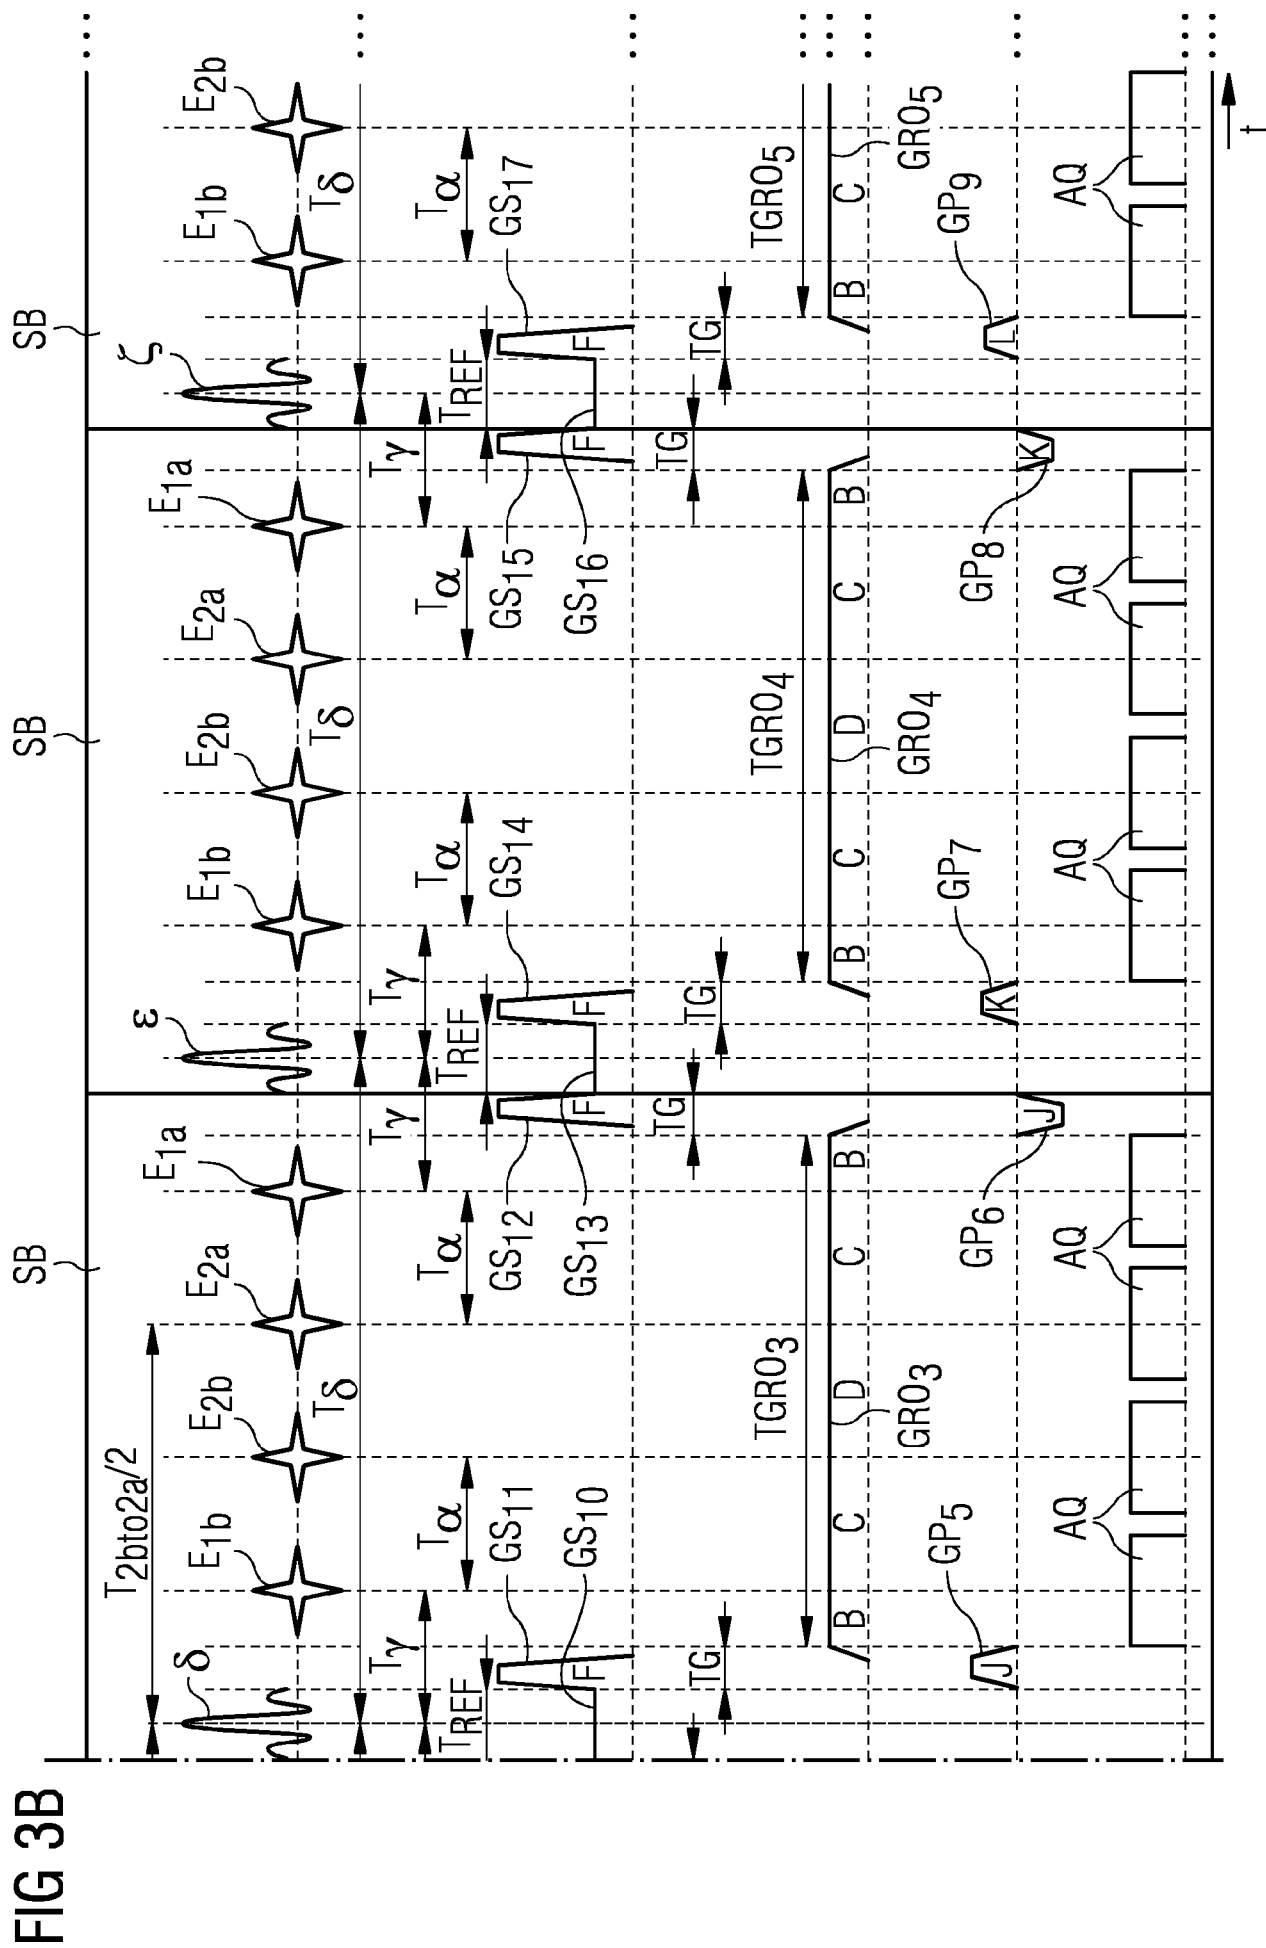 FIG 3B
SB
SB
SB
δ
ε
ζ
T2bto2a/2
E1b
E2b
E2a
E1a
E1b
E2b
E2a
E1a
E1b
E2b
Tδ
Tδ
Tδ
Tγ
Tγ
Tγ
Tγ
Tα
Tα
Tα
Tα
Tα
TREF
TREF
TREF
GS11
GS12
GS14
GS15
GS17
GS10
GS13
GS16
F
F
F
F
F
TG
TG
TG
TG
TG
TGRO3
TGRO4
TGRO5
B
C
D
C
B
B
C
D
C
B
B
C
GRO3
GRO4
GRO5
GP5
GP6
GP7
GP8
GP9
J
J
K
K
L
AQ
AQ
AQ
AQ
AQ
t